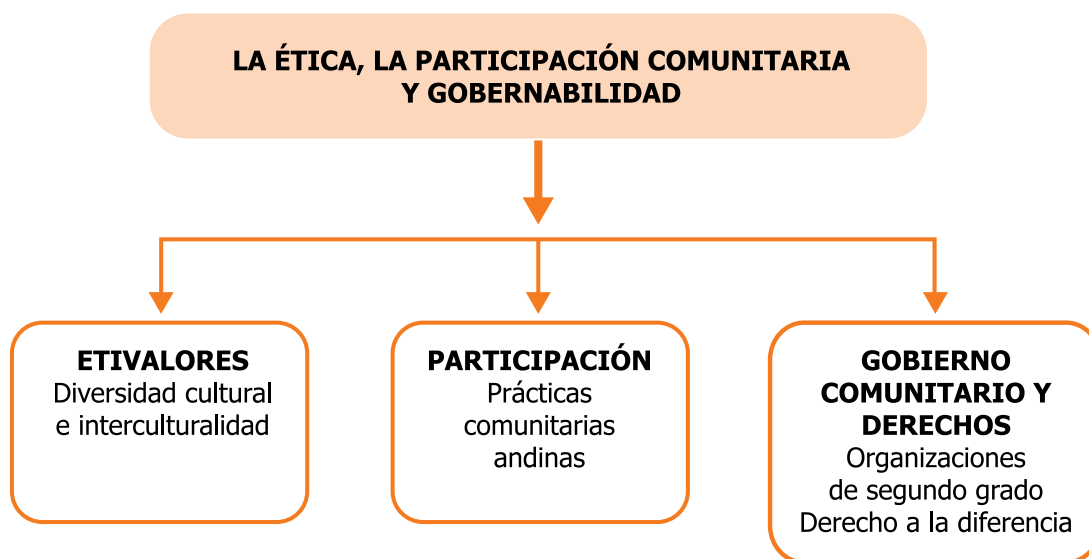 LA ÉTICA, LA PARTICIPACIÓN COMUNITARIA
Y GOBERNABILIDAD
ETIVALORES
Diversidad cultural
e interculturalidad
PARTICIPACIÓN
Prácticas
comunitarias
andinas
GOBIERNO
COMUNITARIO Y
DERECHOS
Organizaciones
de segundo grado
Derecho a la diferencia